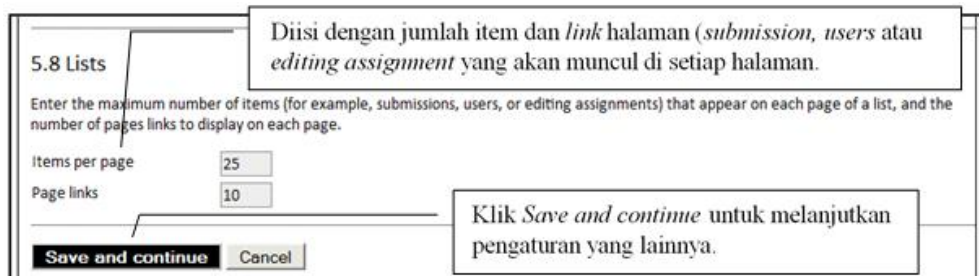 Diisi dengan jumlah item dan link halaman (submission, users atau
editing assignment yang akan muncul di setiap halaman.
5.8 Lists
Enter the maximum number of items (for example, submissions, users, or editing assignments) that appear on each page of a list, and the
number of pages links to display on each page.
Items per page 25
Page links 10
Klik Save and continue untuk melanjutkan
pengaturan yang lainnya.
Save and continue Cancel